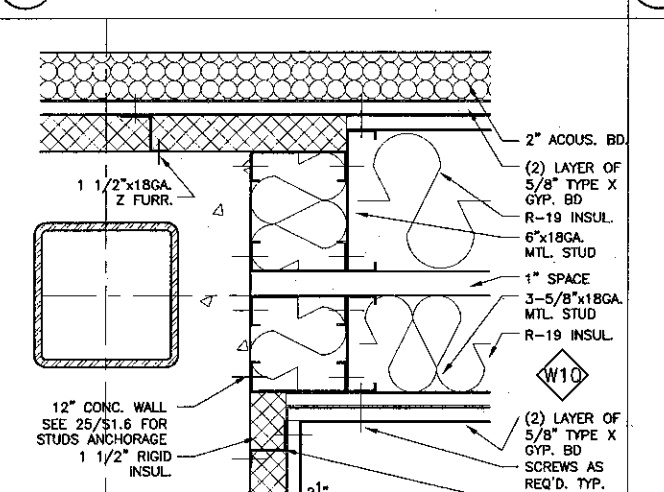 2" ACOUS. BD.
(2) LAYER OF
5/8" TYPE X
GYP. BD
R-19 INSUL.
6"x18GA.
MTL. STUD
1" SPACE
3-5/8"x18GA.
MTL. STUD
R-19 INSUL.
W10
(2) LAYER OF
5/8" TYPE X
GYP. BD
SCREWS AS
REQ'D. TYP.
1 1/2"x18GA.
Z FURR.
12" CONC. WALL
SEE 25/S1.6 FOR
STUDS ANCHORAGE
1 1/2" RIGID
INSUL.